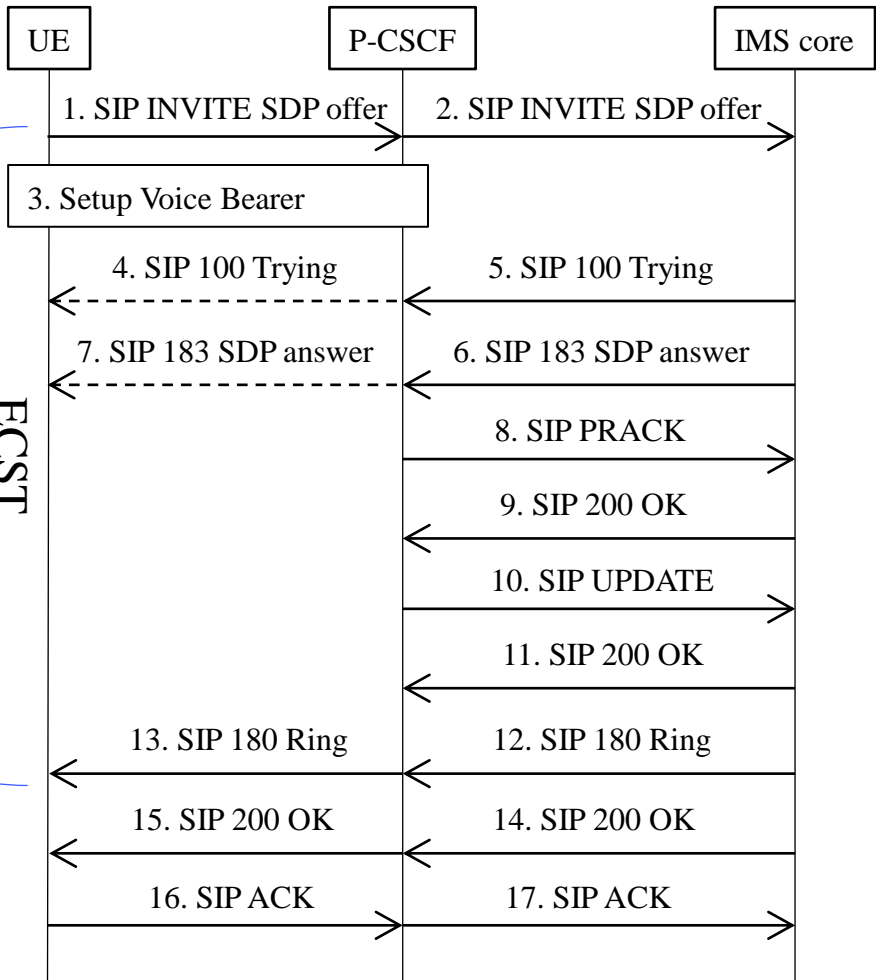 UE
P-CSCF
IMS core
1. SIP INVITE SDP offer
2. SIP INVITE SDP offer
3. Setup Voice Bearer
4. SIP 100 Trying
5. SIP 100 Trying
7. SIP 183 SDP answer
6. SIP 183 SDP answer
ECST
8. SIP PRACK
9. SIP 200 OK
10. SIP UPDATE
11. SIP 200 OK
13. SIP 180 Ring
12. SIP 180 Ring
15. SIP 200 OK
14. SIP 200 OK
16. SIP ACK
17. SIP ACK